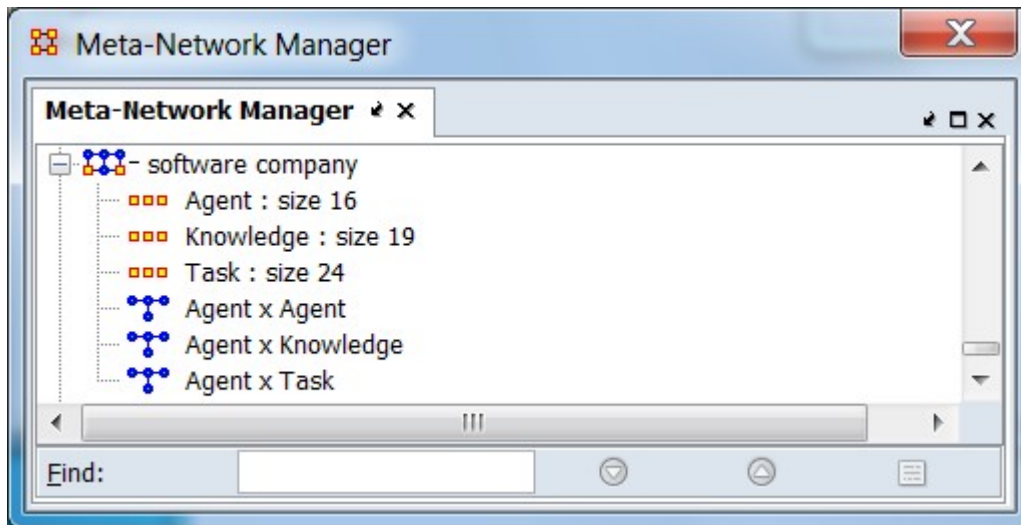 Meta-Network Manager
Meta-Network Manager
software company
Agent : size 16
Knowledge : size 19
Task : size 24
Agent x Agent
Agent x Knowledge
Agent x Task
Find: